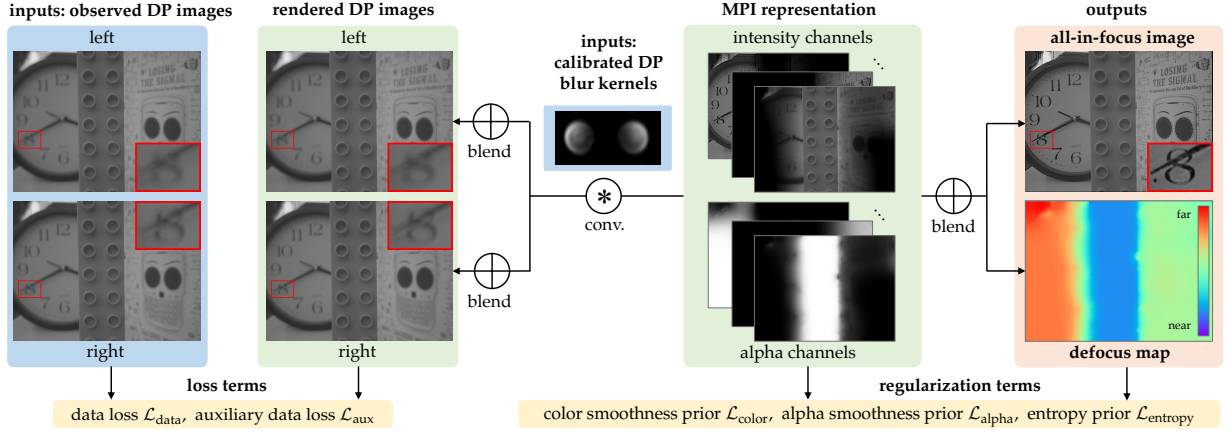 inputs: observed DP images
rendered DP images
MPI representation
outputs
left
left
inputs:
calibrated DP
blur kernels
intensity channels
all-in-focus image
LOSING
THE SIGNAL
LOSING
THE SIGNAL
blend
conv.
blend
blend
far
near
right
right
alpha channels
defocus map
loss terms
regularization terms
data loss ℒdata, auxiliary data loss ℒaux
color smoothness prior ℒcolor, alpha smoothness prior ℒalpha, entropy prior ℒentropy